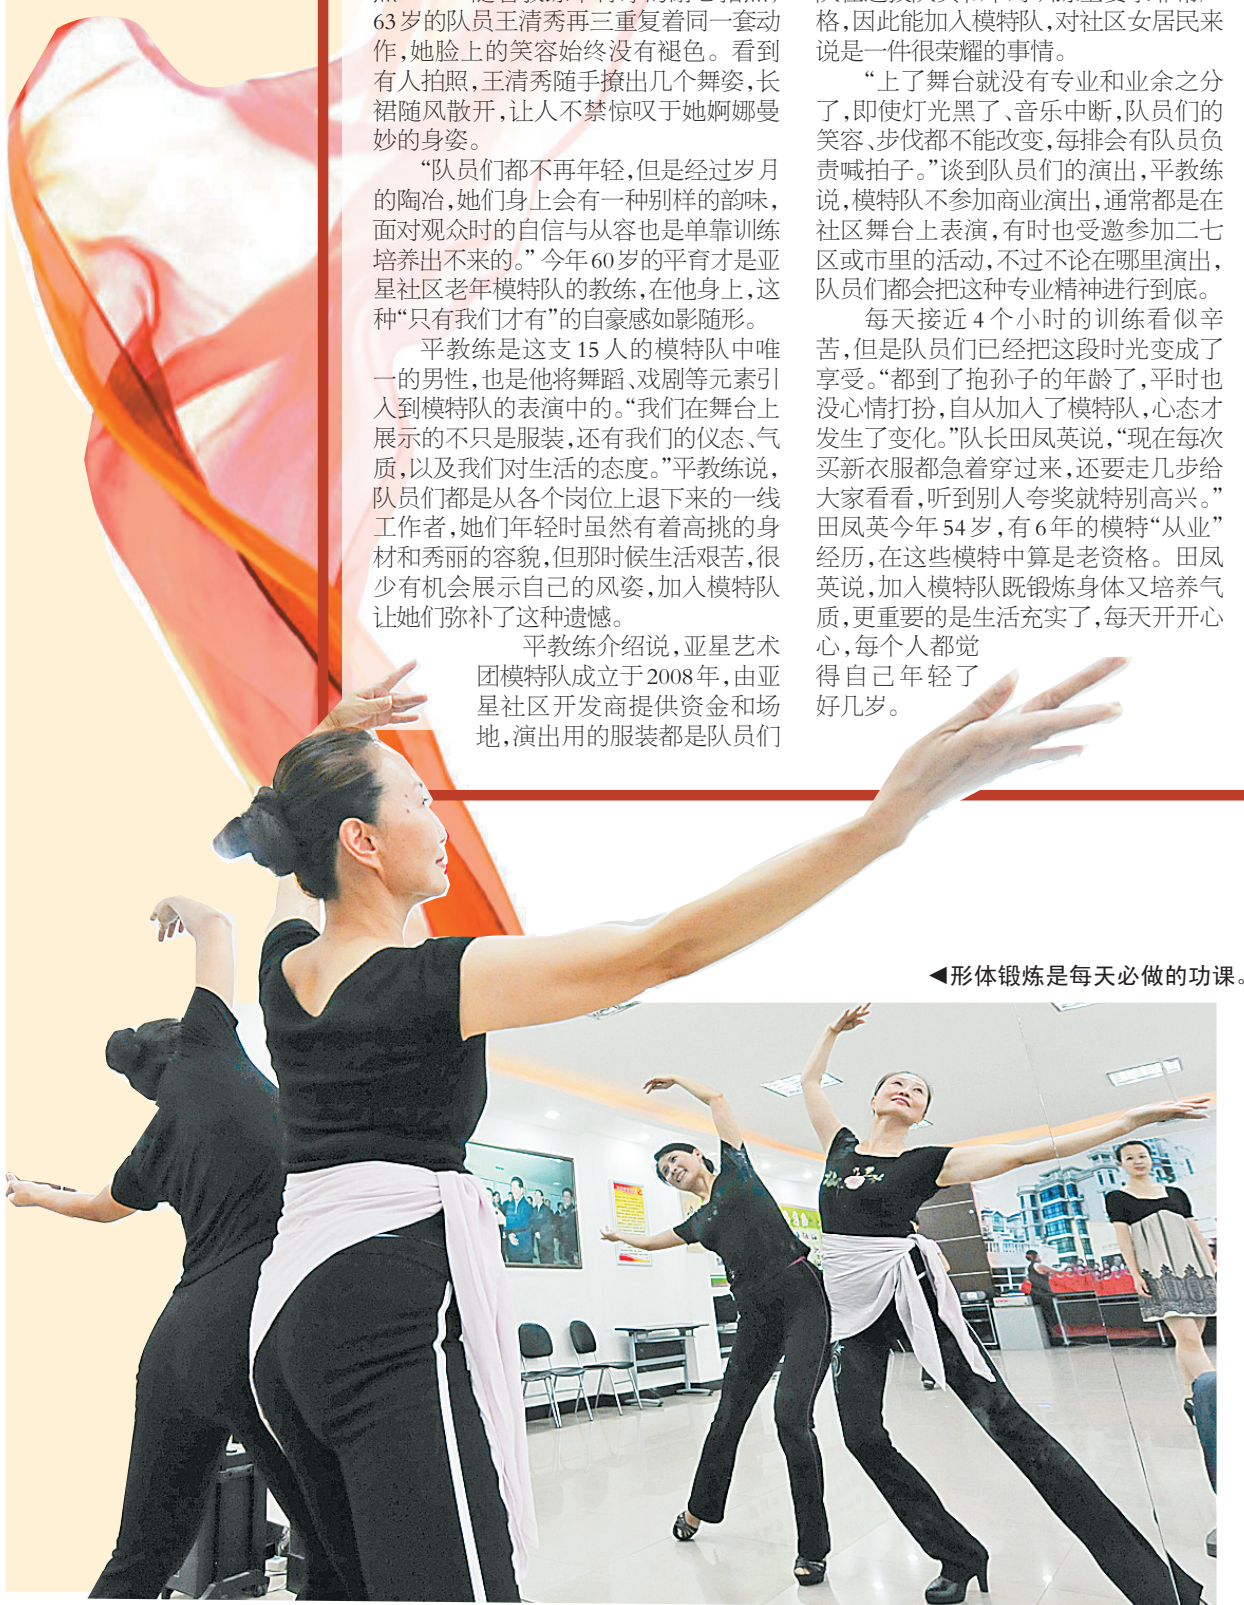 63岁的队员王清秀再三重复着同一套动
作，她脸上的笑容始终没有褪色。看到
有人拍照，王清秀随手撩出几个舞姿，长
裙随风散开，让人不禁惊叹于她婀娜曼
妙的身姿。
“队员们都不再年轻，但是经过岁月
的陶冶，她们身上会有一种别样的韵味，
面对观众时的自信与从容也是单靠训练
培养出不来的。” 今年60岁的平育才是亚
星社区老年模特队的教练，在他身上，这
种“只有我们才有”的自豪感如影随形。
平教练是这支15人的模特队中唯
一的男性，也是他将舞蹈、戏剧等元素引
入到模特队的表演中的。“我们在舞台上
展示的不只是服装，还有我们的仪态、气
质，以及我们对生活的态度。”平教练说，
队员们都是从各个岗位上退下来的一线
工作者，她们年轻时虽然有着高挑的身
材和秀丽的容貌，但那时候生活艰苦，很
少有机会展示自己的风姿，加入模特队
让她们弥补了这种遗憾。
平教练介绍说，亚星艺术
团模特队成立于2008年，由亚
星社区开发商提供资金和场
地，演出用的服装都是队员们
格，因此能加入模特队，对社区女居民来
说是一件很荣耀的事情。
“上了舞台就没有专业和业余之分
了，即使灯光黑了、音乐中断，队员们的
笑容、步伐都不能改变，每排会有队员负
责喊拍子。”谈到队员们的演出，平教练
说，模特队不参加商业演出，通常都是在
社区舞台上表演，有时也受邀参加二七
区或市里的活动，不过不论在哪里演出，
队员们都会把这种专业精神进行到底。
每天接近4个小时的训练看似辛
苦，但是队员们已经把这段时光变成了
享受。“都到了抱孙子的年龄了，平时也
没心情打扮，自从加入了模特队，心态才
发生了变化。”队长田凤英说，“现在每次
买新衣服都急着穿过来，还要走几步给
大家看看，听到别人夸奖就特别高兴。”
田凤英今年54岁，有6年的模特“从业”
经历，在这些模特中算是老资格。田凤
英说，加入模特队既锻炼身体又培养气
质，更重要的是生活充实了，每天开开心
心，每个人都觉
得自己年轻了
好几岁。
◀形体锻炼是每天必做的功课。